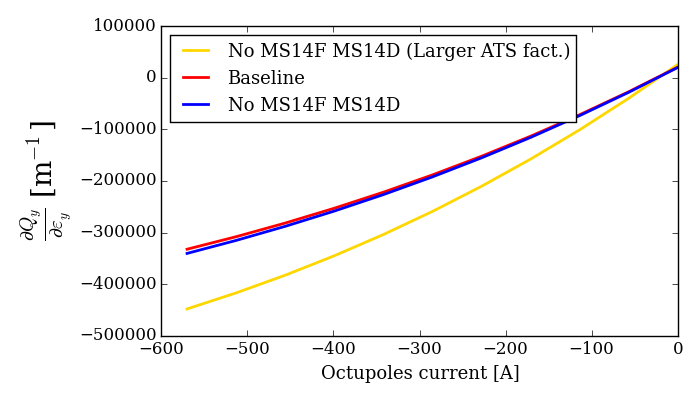 No MS14F MS14D (Larger ATS fact.)
Baseline
No MS14F MS14D
100000
0
−100000
−200000
−300000
−400000
−500000
∂Q_y/∂ε_y [m⁻¹]
−600 −500 −400 −300 −200 −100 0
Octupoles current [A]